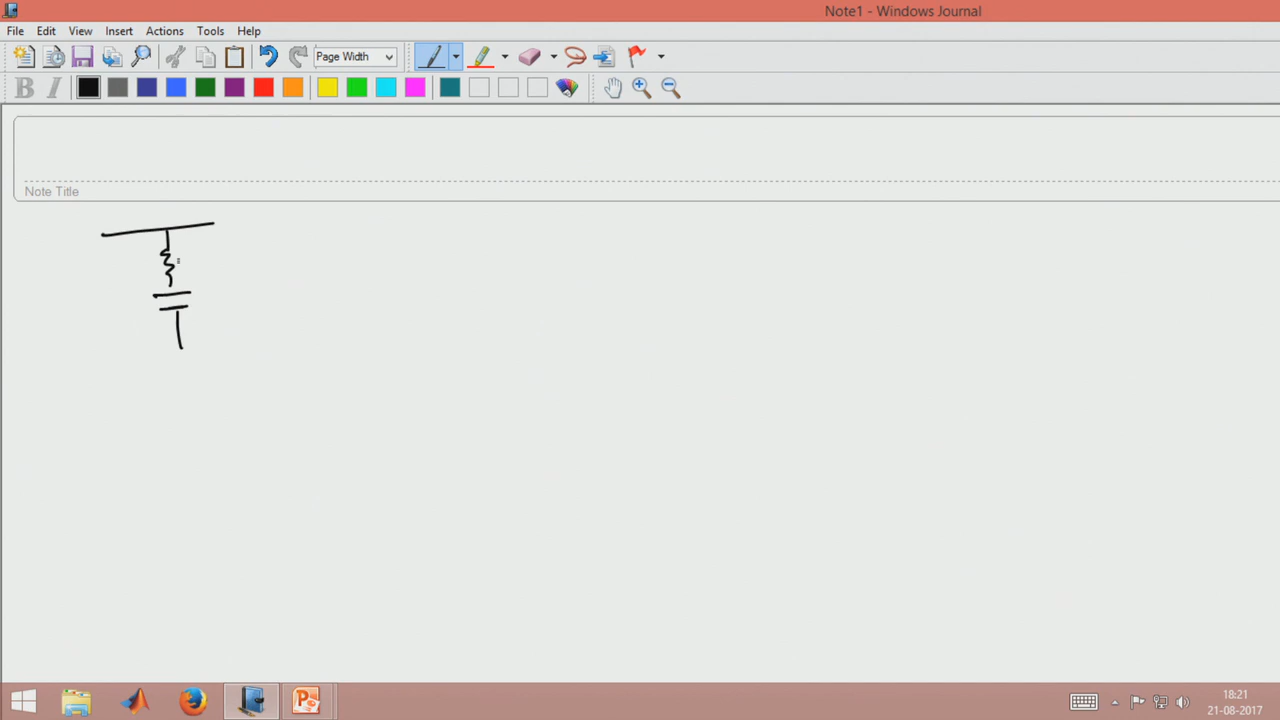 Note1 - Windows Journal
File Edit View Insert Actions Tools Help
Page Width
B I
Note Title
18:21
21-08-2017